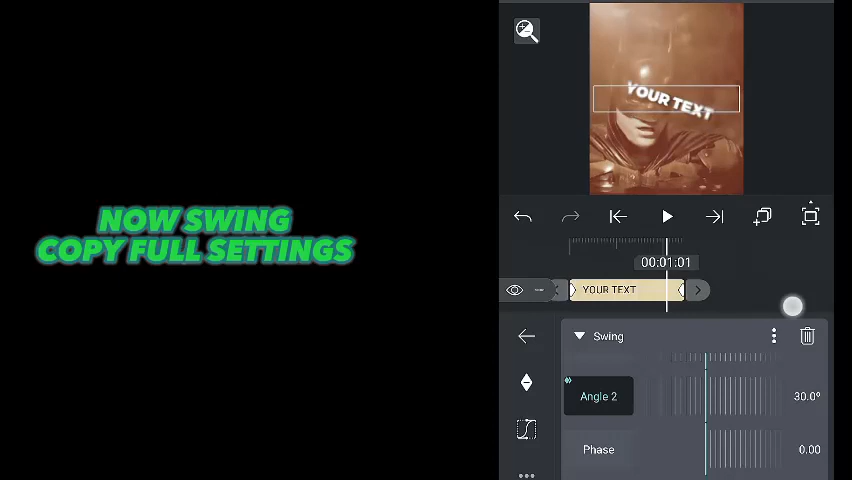 NOW SWING
COPY FULL SETTINGS
YOUR TEXT
00:01:01
YOUR TEXT
Swing
Angle 2
30.0º
Phase
0.00